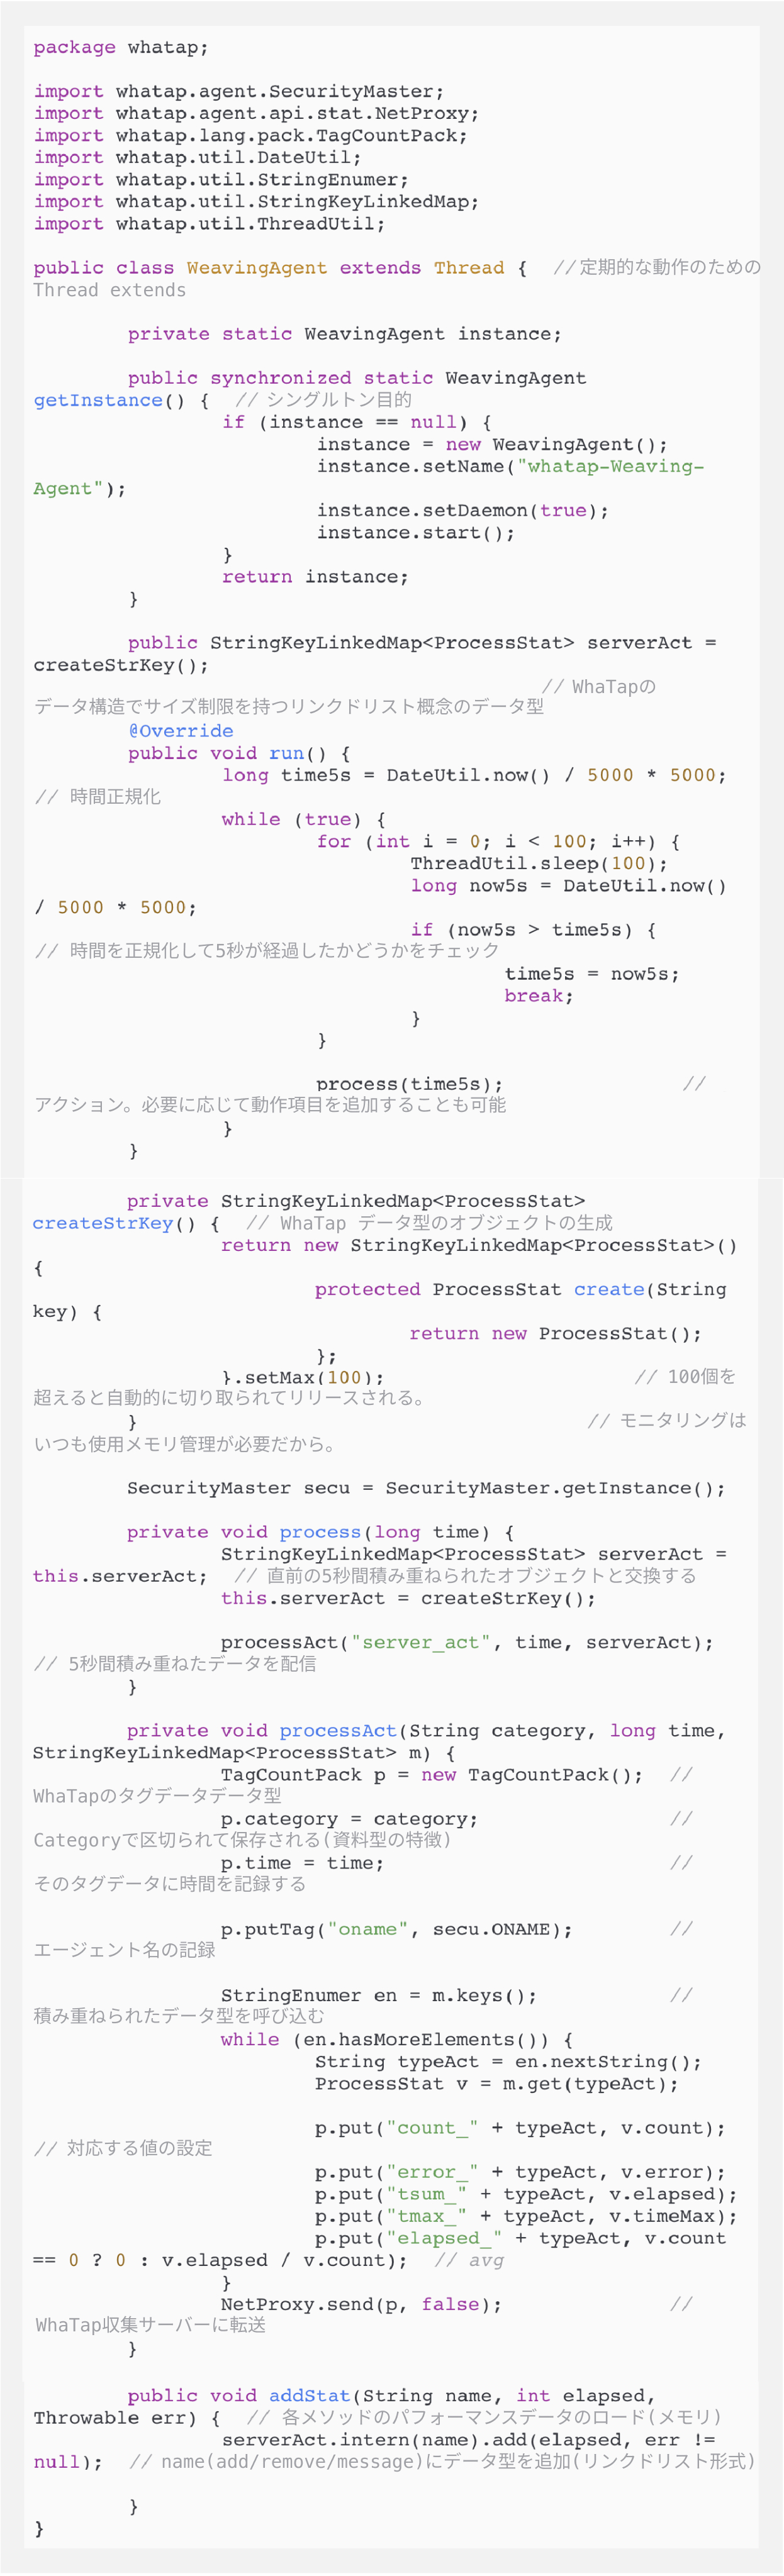 package whatap;
import whatap.agent.SecurityMaster;
import whatap.agent.api.stat.NetProxy;
import whatap.lang.pack.TagCountPack;
import whatap.util.DateUtil;
import whatap.util.StringEnumer;
import whatap.util.StringKeyLinkedMap;
import whatap.util.ThreadUtil;
public class WeavingAgent extends Thread {  //定期的な動作のための
Thread extends
private static WeavingAgent instance;
public synchronized static WeavingAgent
getInstance() {  // シングルトン目的
if (instance == null) {
instance = new WeavingAgent();
instance.setName("whatap-Weaving-
Agent");
instance.setDaemon(true);
instance.start();
}
return instance;
}
public StringKeyLinkedMap<ProcessStat> serverAct =
createStrKey();
// WhaTapの
データ構造でサイズ制限を持つリンクドリスト概念のデータ型
@Override
public void run() {
long time5s = DateUtil.now() / 5000 * 5000;
// 時間正規化
while (true) {
for (int i = 0; i < 100; i++) {
ThreadUtil.sleep(100);
long now5s = DateUtil.now()
/ 5000 * 5000;
if (now5s > time5s) {
// 時間を正規化して5秒が経過したかどうかをチェック
time5s = now5s;
break;
}
}
process(time5s);  //
アクション。必要に応じて動作項目を追加することも可能
}
}
private StringKeyLinkedMap<ProcessStat>
createStrKey() {  // WhaTap データ型のオブジェクトの生成
return new StringKeyLinkedMap<ProcessStat>()
{
protected ProcessStat create(String
key) {
return new ProcessStat();
};
}.setMax(100);  // 100個を
超えると自動的に切り取られてリリースされる。
}  // モニタリングは
いつも使用メモリ管理が必要だから。
SecurityMaster secu = SecurityMaster.getInstance();
private void process(long time) {
StringKeyLinkedMap<ProcessStat> serverAct =
this.serverAct;  // 直前の5秒間積み重ねられたオブジェクトと交換する
this.serverAct = createStrKey();
processAct("server_act", time, serverAct);
// 5秒間積み重ねたデータを配信
}
private void processAct(String category, long time,
StringKeyLinkedMap<ProcessStat> m) {
TagCountPack p = new TagCountPack();  //
WhaTapのタグデータデータ型
p.category = category;  //
Categoryで区切られて保存される(資料型の特徴)
p.time = time;  //
そのタグデータに時間を記録する
p.putTag("oname", secu.ONAME);  //
エージェント名の記録
StringEnumer en = m.keys();  //
積み重ねられたデータ型を呼び込む
while (en.hasMoreElements()) {
String typeAct = en.nextString();
ProcessStat v = m.get(typeAct);
p.put("count_" + typeAct, v.count);
// 対応する値の設定
p.put("error_" + typeAct, v.error);
p.put("tsum_" + typeAct, v.elapsed);
p.put("tmax_" + typeAct, v.timeMax);
p.put("elapsed_" + typeAct, v.count
== 0 ? 0 : v.elapsed / v.count);  // avg
}
NetProxy.send(p, false);  //
WhaTap収集サーバーに転送
}
public void addStat(String name, int elapsed,
Throwable err) {  // 各メソッドのパフォーマンスデータのロード(メモリ)
serverAct.intern(name).add(elapsed, err !=
null);  // name(add/remove/message)にデータ型を追加(リンクドリスト形式)
}
}